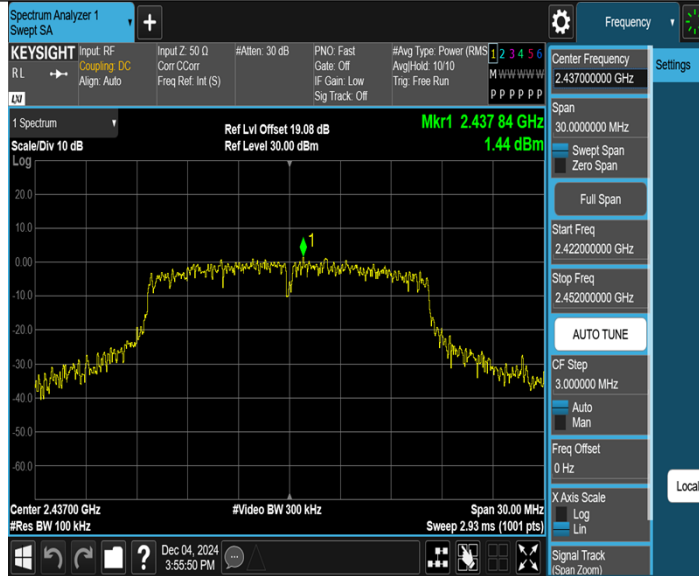 Spectrum Analyzer 1
Swept SA
+
Frequency
KEYSIGHT
RL
LXI
Input: RF
Coupling: DC
Align: Auto
Input Z: 50 Ω
Corr CCorr
Freq Ref: Int (S)
#Atten: 30 dB
PNO: Fast
Gate: Off
IF Gain: Low
Sig Track: Off
#Avg Type: Power (RMS
Avg|Hold: 10/10
Trig: Free Run
1 2 3 4 5 6
M W W W W W
P P P P P P
1 Spectrum
Scale/Div 10 dB
Ref Lvl Offset 19.08 dB
Ref Level 30.00 dBm
Mkr1 2.437 84 GHz
1.44 dBm
Log
20.0
10.0
0.00
-10.0
-20.0
-30.0
-40.0
-50.0
-60.0
1
Center 2.43700 GHz
#Res BW 100 kHz
#Video BW 300 kHz
Span 30.00 MHz
Sweep 2.93 ms (1001 pts)
?
Dec 04, 2024
3:55:50 PM
Center Frequency
2.437000000 GHz
Span
30.0000000 MHz
Swept Span
Zero Span
Full Span
Start Freq
2.422000000 GHz
Stop Freq
2.452000000 GHz
AUTO TUNE
CF Step
3.000000 MHz
Auto
Man
Freq Offset
0 Hz
X Axis Scale
Log
Lin
Signal Track
(Span Zoom)
Settings
Local